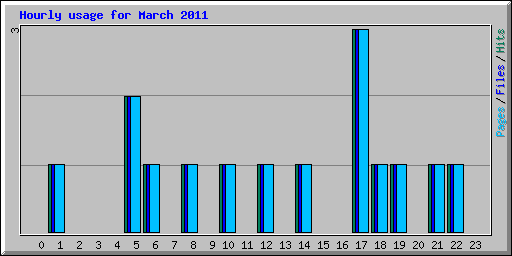 Hourly usage for March 2011
3
Pages/Files/Hits
0 1 2 3 4 5 6 7 8 9 10 11 12 13 14 15 16 17 18 19 20 21 22 23